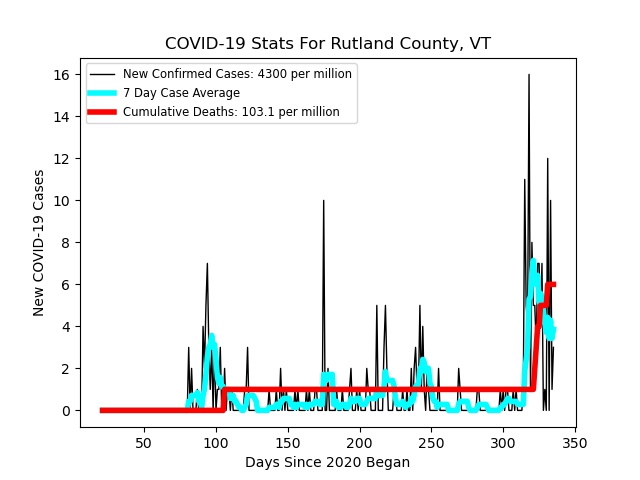 COVID-19 Stats For Rutland County, VT
New Confirmed Cases: 4300 per million
7 Day Case Average
Cumulative Deaths: 103.1 per million
New COVID-19 Cases
16
14
12
10
8
6
4
2
0
50 100 150 200 250 300 350
Days Since 2020 Began